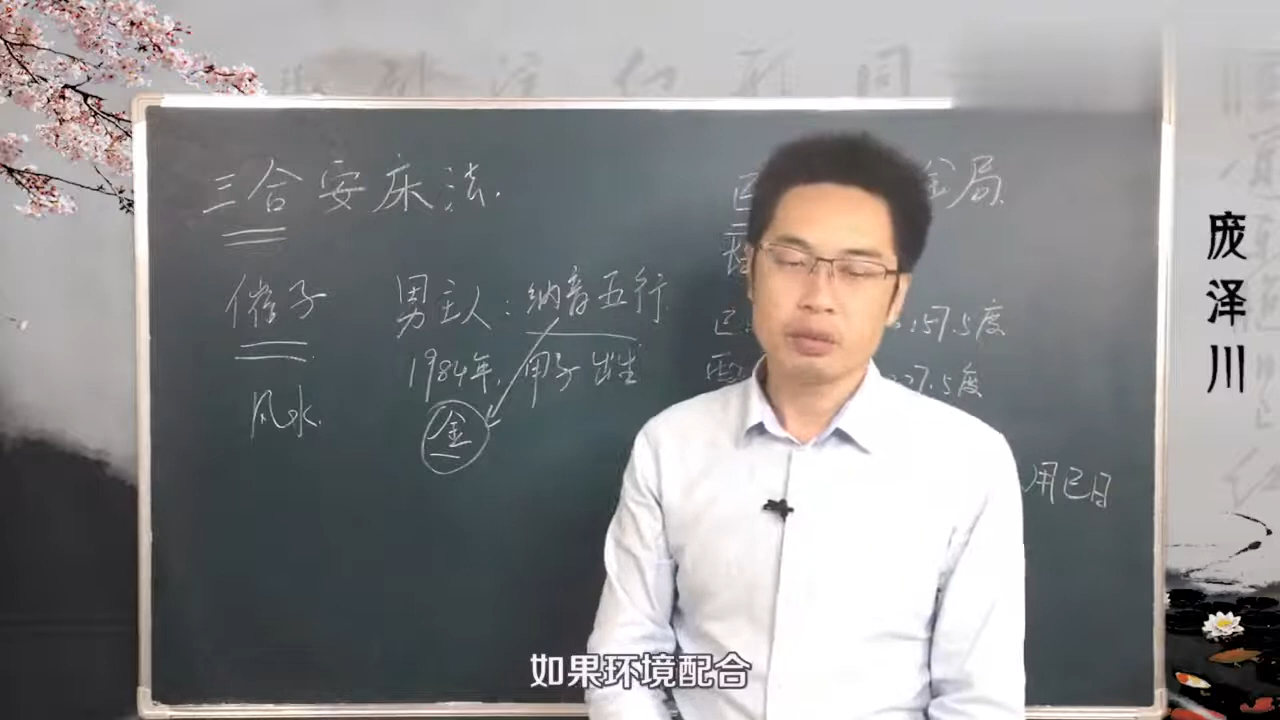 三合安床法.
催子
风水.
男主人:纳音五行
1984年,甲子出生
金
金局.
157.5度
27.5度
用巳日
庞泽川
如果环境配合